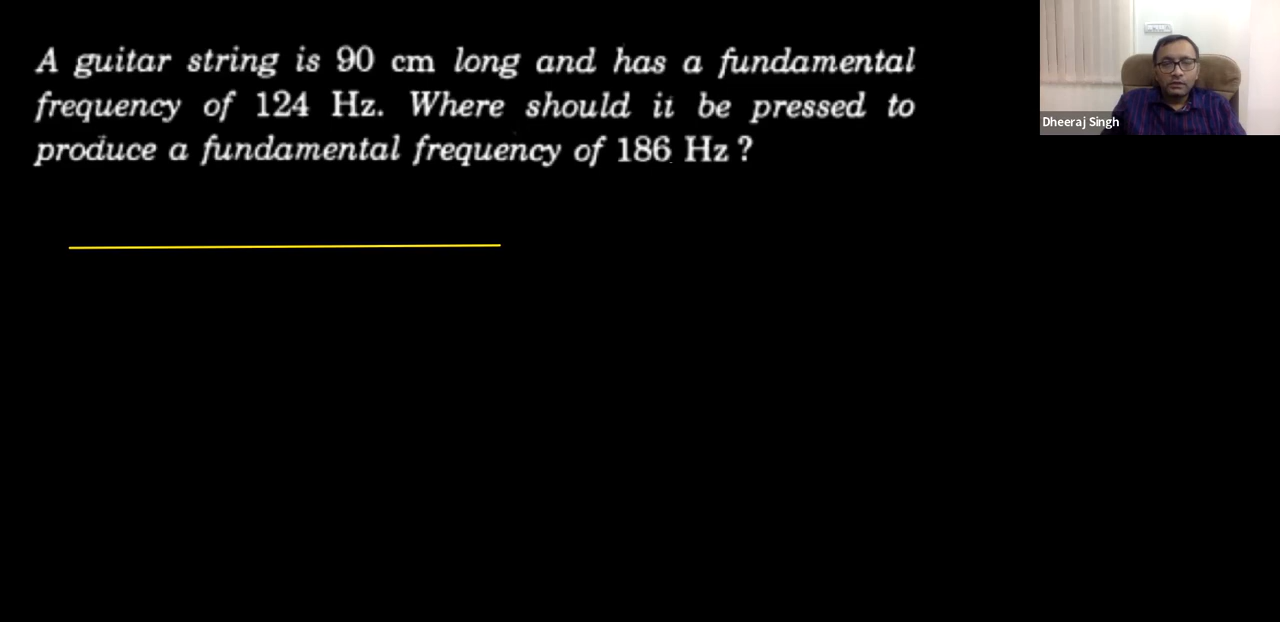 A guitar string is 90 cm long and has a fundamental
frequency of 124 Hz. Where should it be pressed to
produce a fundamental frequency of 186 Hz ?
Dheeraj Singh